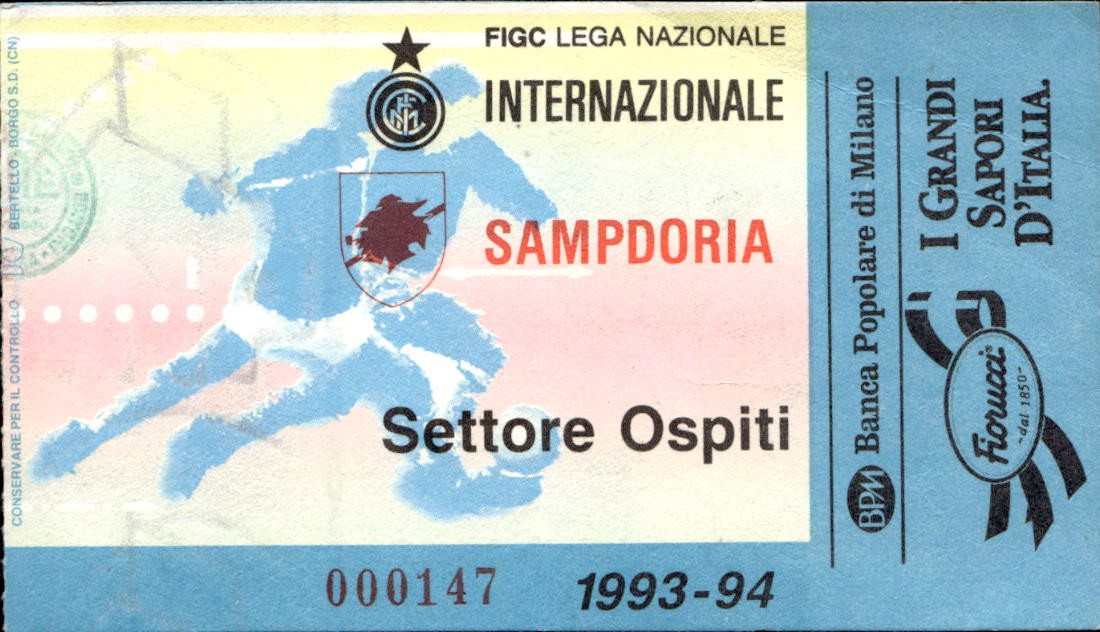 FIGC LEGA NAZIONALE
INTERNAZIONALE
SAMPDORIA
Settore Ospiti
000147
1993-94
CONSERVARE PER IL CONTROLLO
BERTELLO - BORGO S.D. (CN)
BPM Banca Popolare di Milano
I GRANDI
SAPORI
D'ITALIA.
Fiorucci®
-dal 1850-